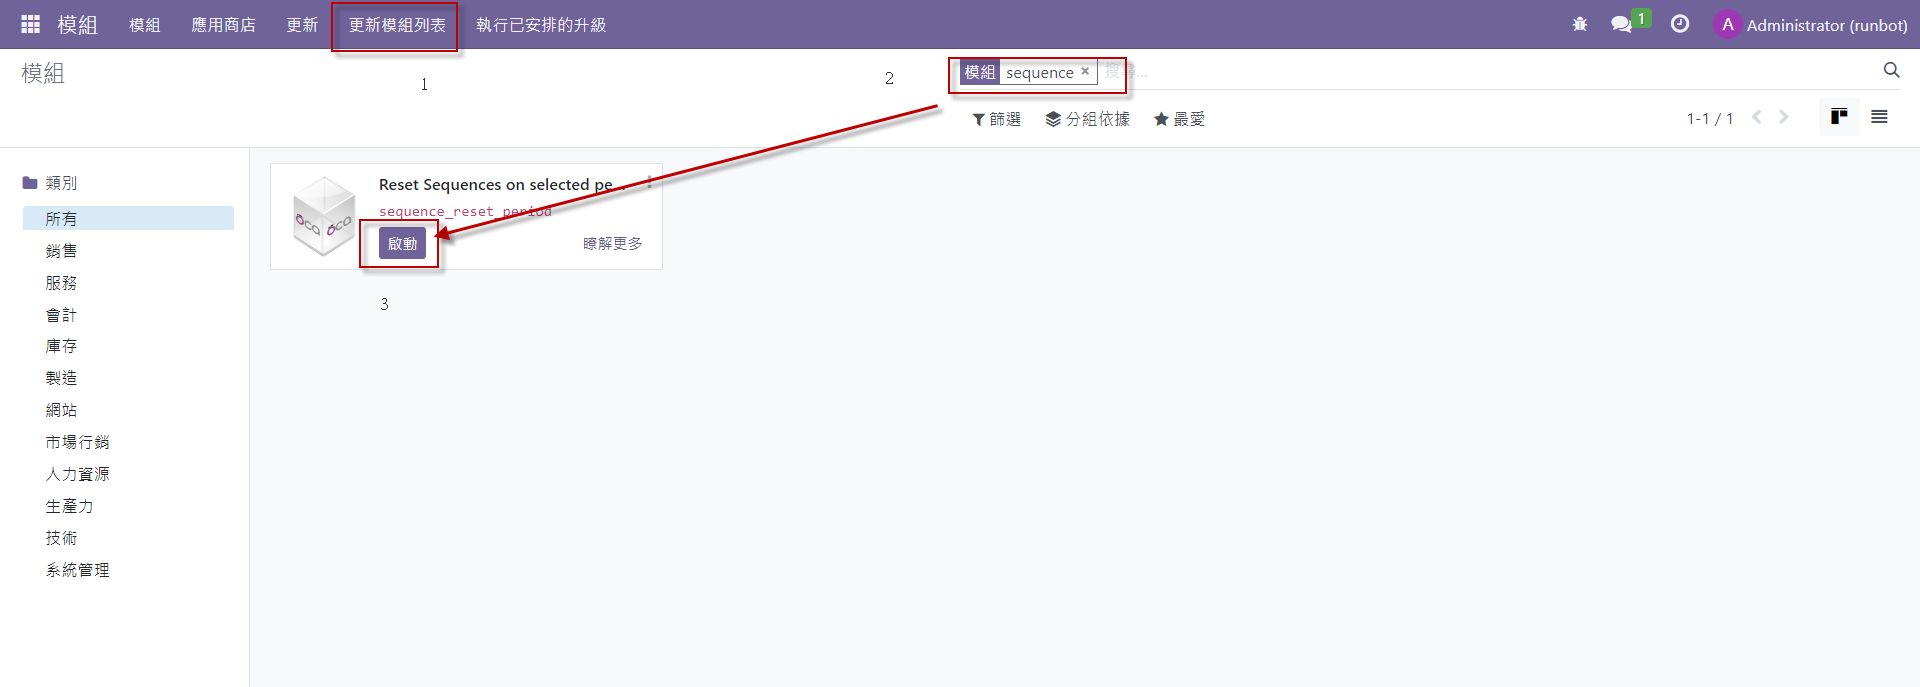 模組 模組 應用商店 更新 更新模組列表 執行已安排的升級 1 A Administrator (runbot)
模組
1
2
模組 sequence × 搜尋...
篩選 分組依據 最愛 1-1 / 1
類別
所有
銷售
服務
會計
庫存
製造
網站
市場行銷
人力資源
生產力
技術
系統管理
Reset Sequences on selected pe...
sequence_reset_period
啟動 瞭解更多
3